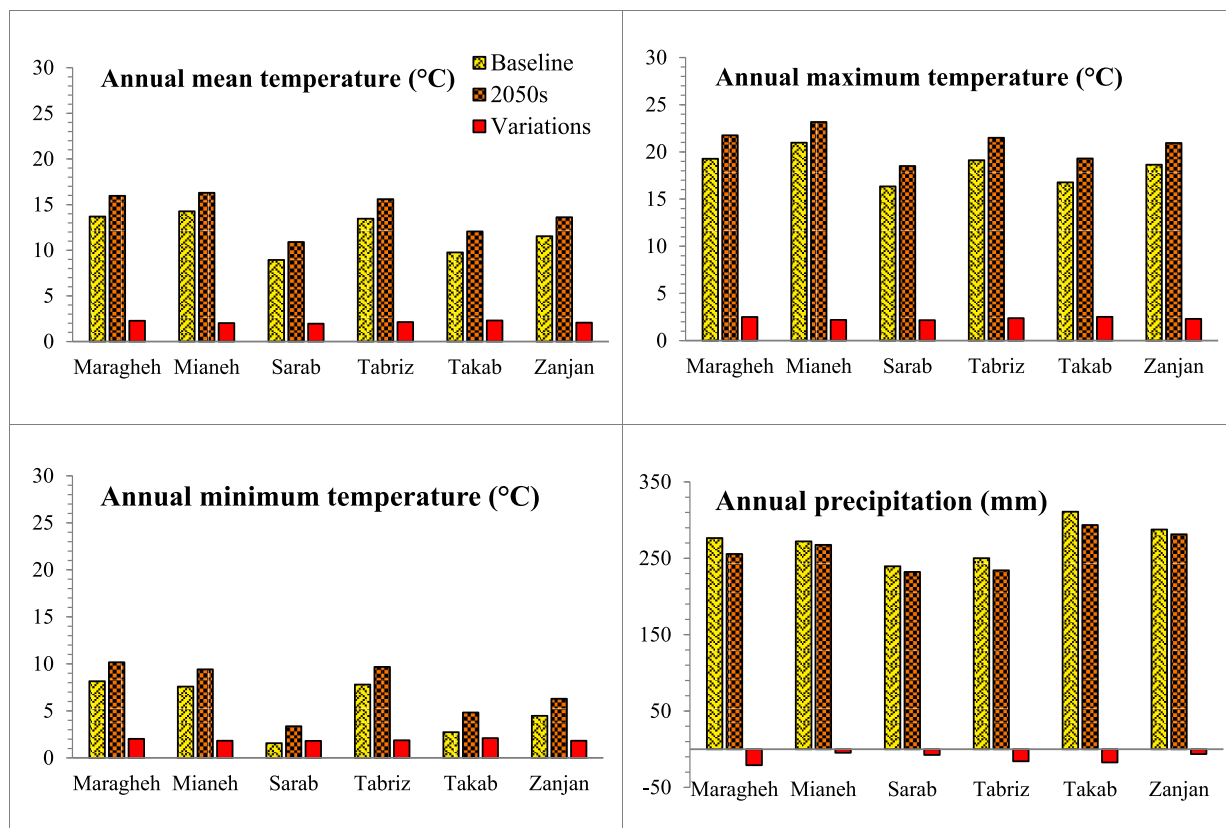 Annual mean temperature (°C)
Baseline
2050s
Variations
30
25
20
15
10
5
0
Maragheh Mianeh Sarab Tabriz Takab Zanjan
Annual maximum temperature (°C)
30
25
20
15
10
5
0
Maragheh Mianeh Sarab Tabriz Takab Zanjan
Annual minimum temperature (°C)
30
25
20
15
10
5
0
Maragheh Mianeh Sarab Tabriz Takab Zanjan
Annual precipitation (mm)
350
250
150
50
-50
Maragheh Mianeh Sarab Tabriz Takab Zanjan